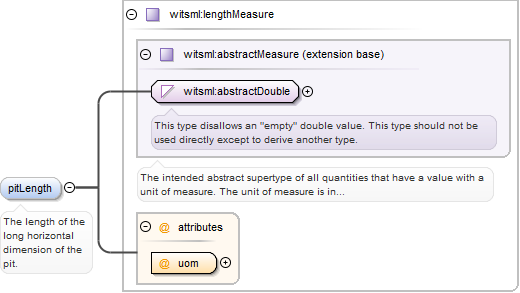 witsml:lengthMeasure
witsml:abstractMeasure (extension base)
witsml:abstractDouble
This type disallows an "empty" double value. This type should not be
used directly except to derive another type.
The intended abstract supertype of all quantities that have a value with a
unit of measure. The unit of measure is in...
pitLength
The length of the
long horizontal
dimension of the
pit.
@ attributes
@ uom